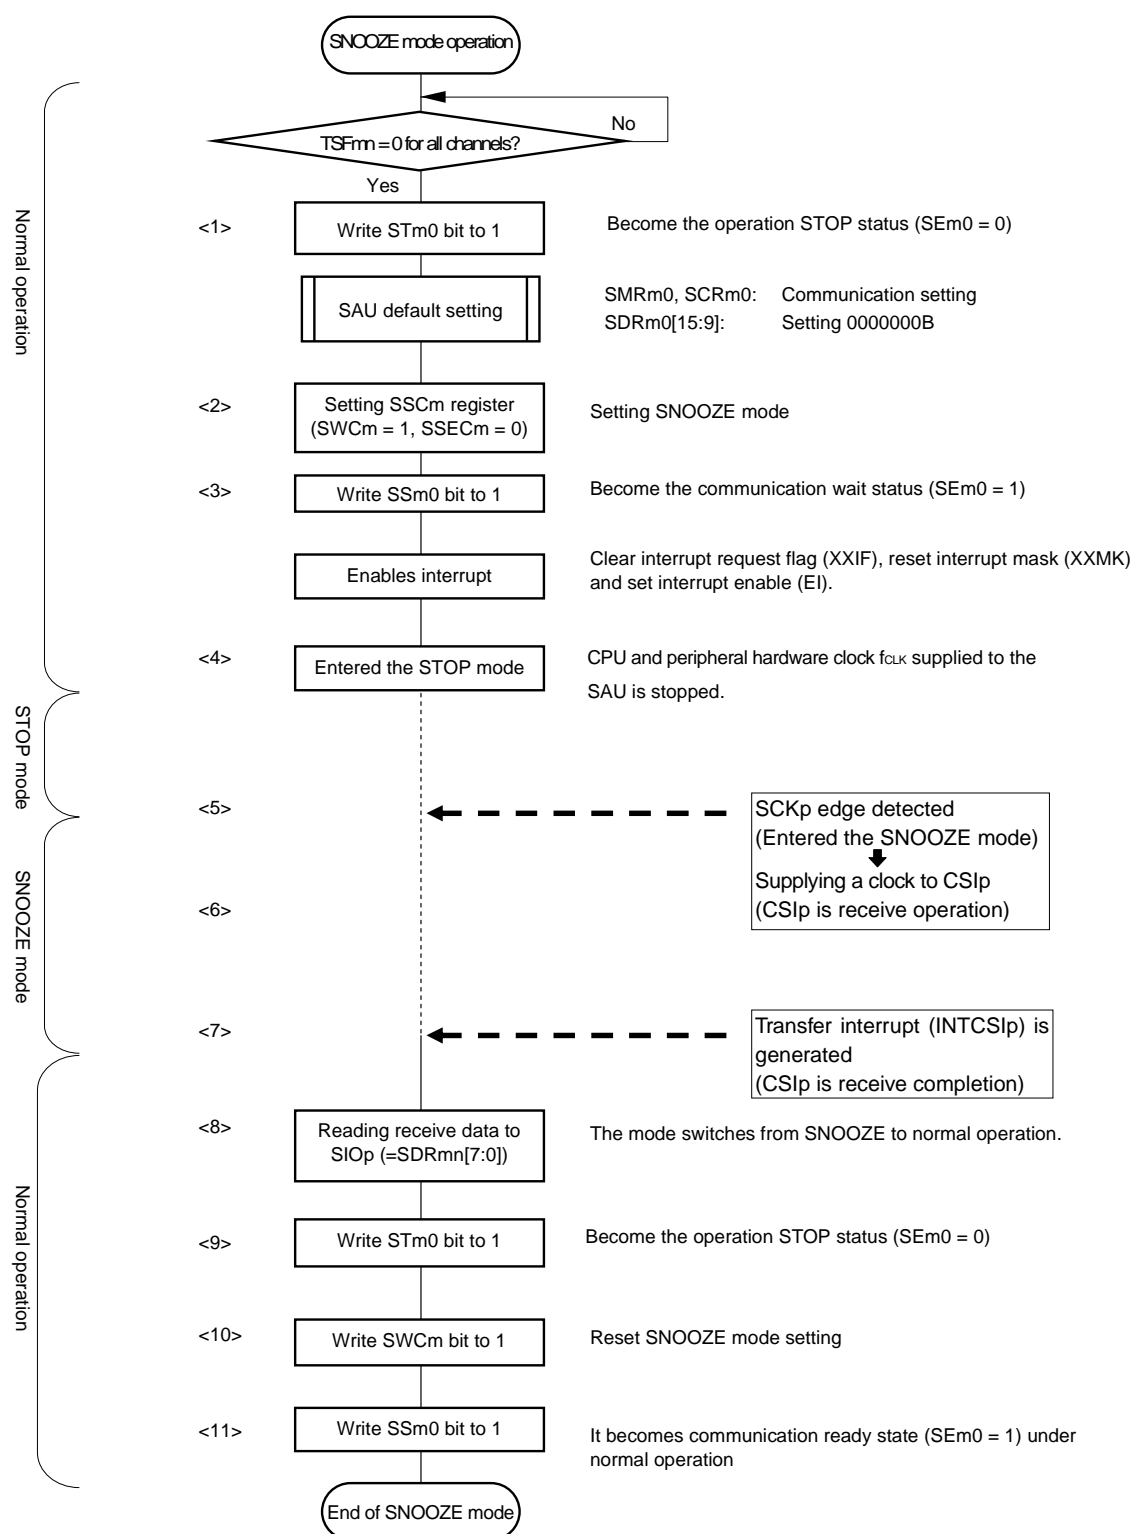 SNOOZE mode operation
No
TSFmn = 0 for all channels?
Yes
Normal operation
<1>
Write STm0 bit to 1
Become the operation STOP status (SEm0 = 0)
SAU default setting
SMRm0, SCRm0: Communication setting
SDRm0[15:9]: Setting 0000000B
<2>
Setting SSCm register
(SWCm = 1, SSECm = 0)
Setting SNOOZE mode
<3>
Write SSm0 bit to 1
Become the communication wait status (SEm0 = 1)
Enables interrupt
Clear interrupt request flag (XXIF), reset interrupt mask (XXMK)
and set interrupt enable (EI).
<4>
Entered the STOP mode
CPU and peripheral hardware clock fCLK supplied to the
SAU is stopped.
STOP mode
<5>
SCKp edge detected
(Entered the SNOOZE mode)
Supplying a clock to CSIp
(CSIp is receive operation)
SNOOZE mode
<6>
<7>
Transfer interrupt (INTCSIp) is
generated
(CSIp is receive completion)
Normal operation
<8>
Reading receive data to
SIOp (=SDRmn[7:0])
The mode switches from SNOOZE to normal operation.
<9>
Write STm0 bit to 1
Become the operation STOP status (SEm0 = 0)
<10>
Write SWCm bit to 1
Reset SNOOZE mode setting
<11>
Write SSm0 bit to 1
It becomes communication ready state (SEm0 = 1) under
normal operation
End of SNOOZE mode